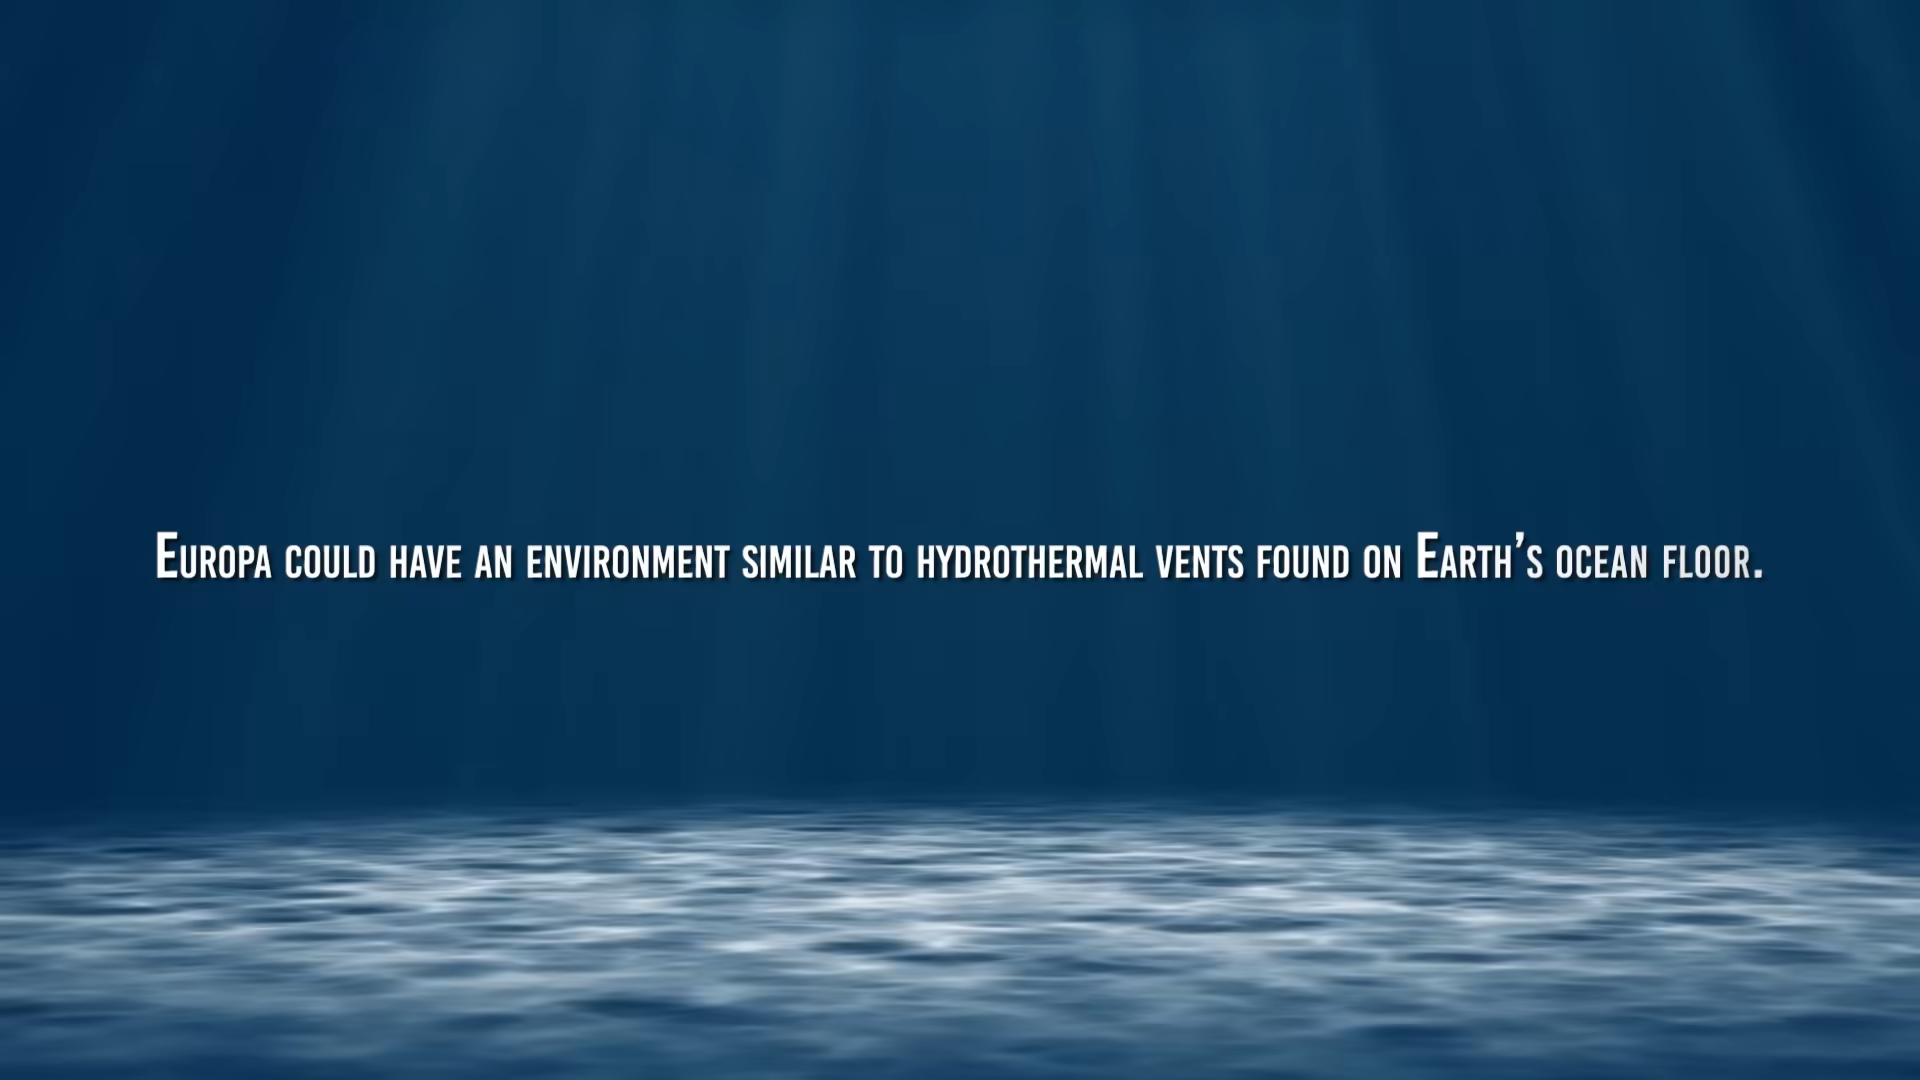 Europa could have an environment similar to hydrothermal vents found on Earth’s ocean floor.